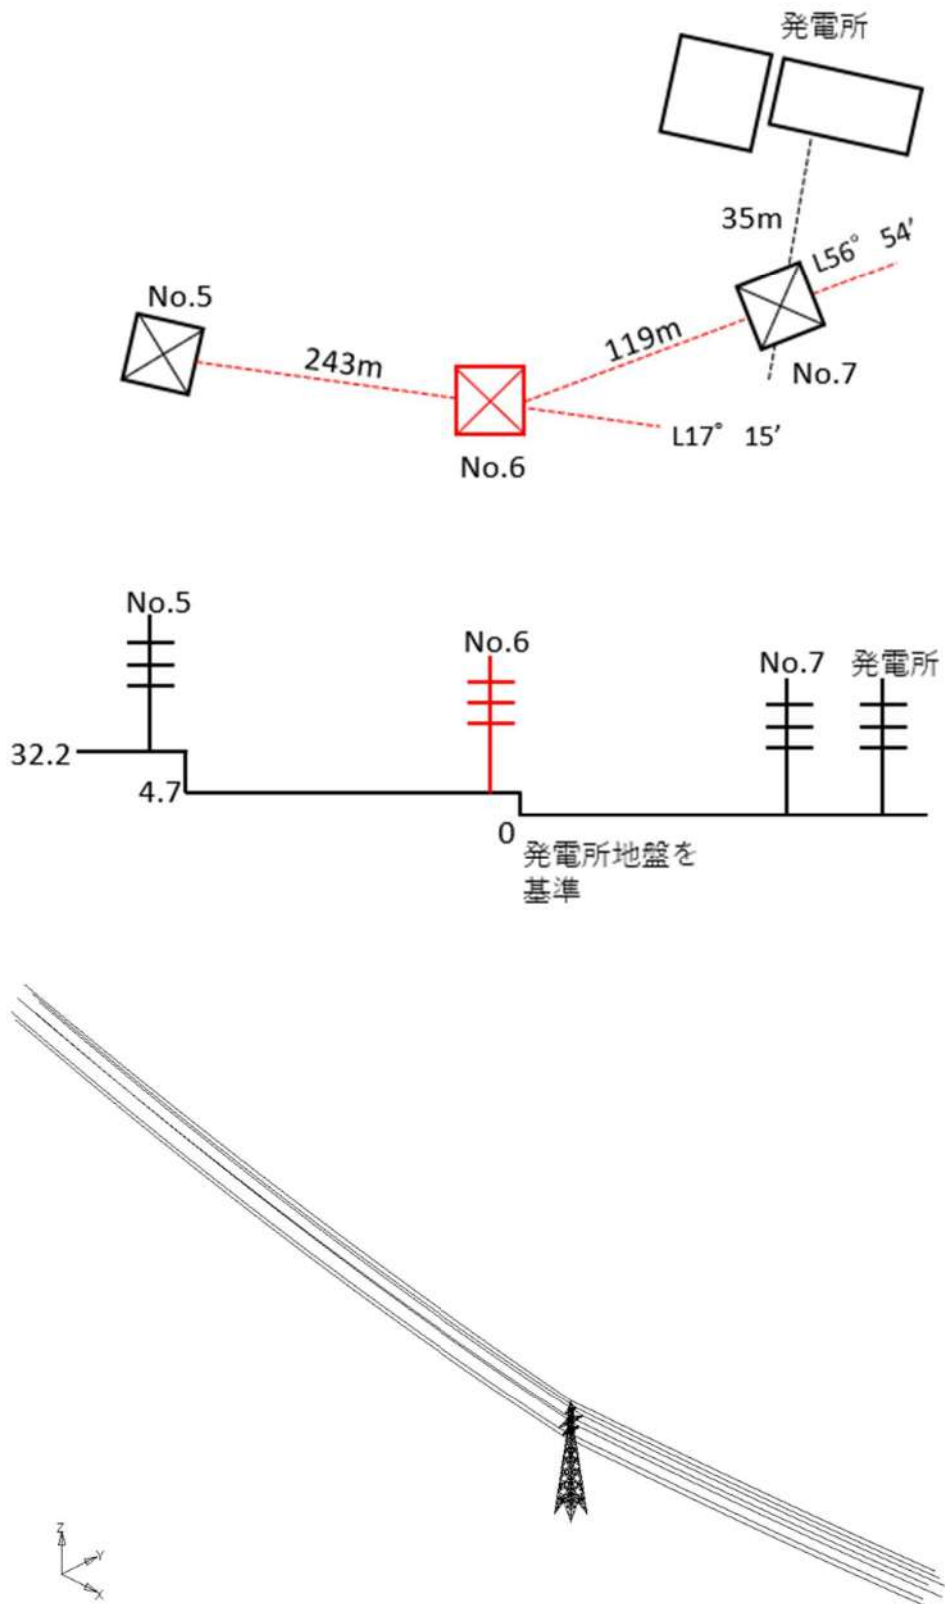 発電所
35m
L56° 54′
No.5
243m
119m
No.7
L17° 15′
No.6
No.5
No.6
No.7
発電所
32.2
4.7
0
発電所地盤を
基準
Z
Y
X